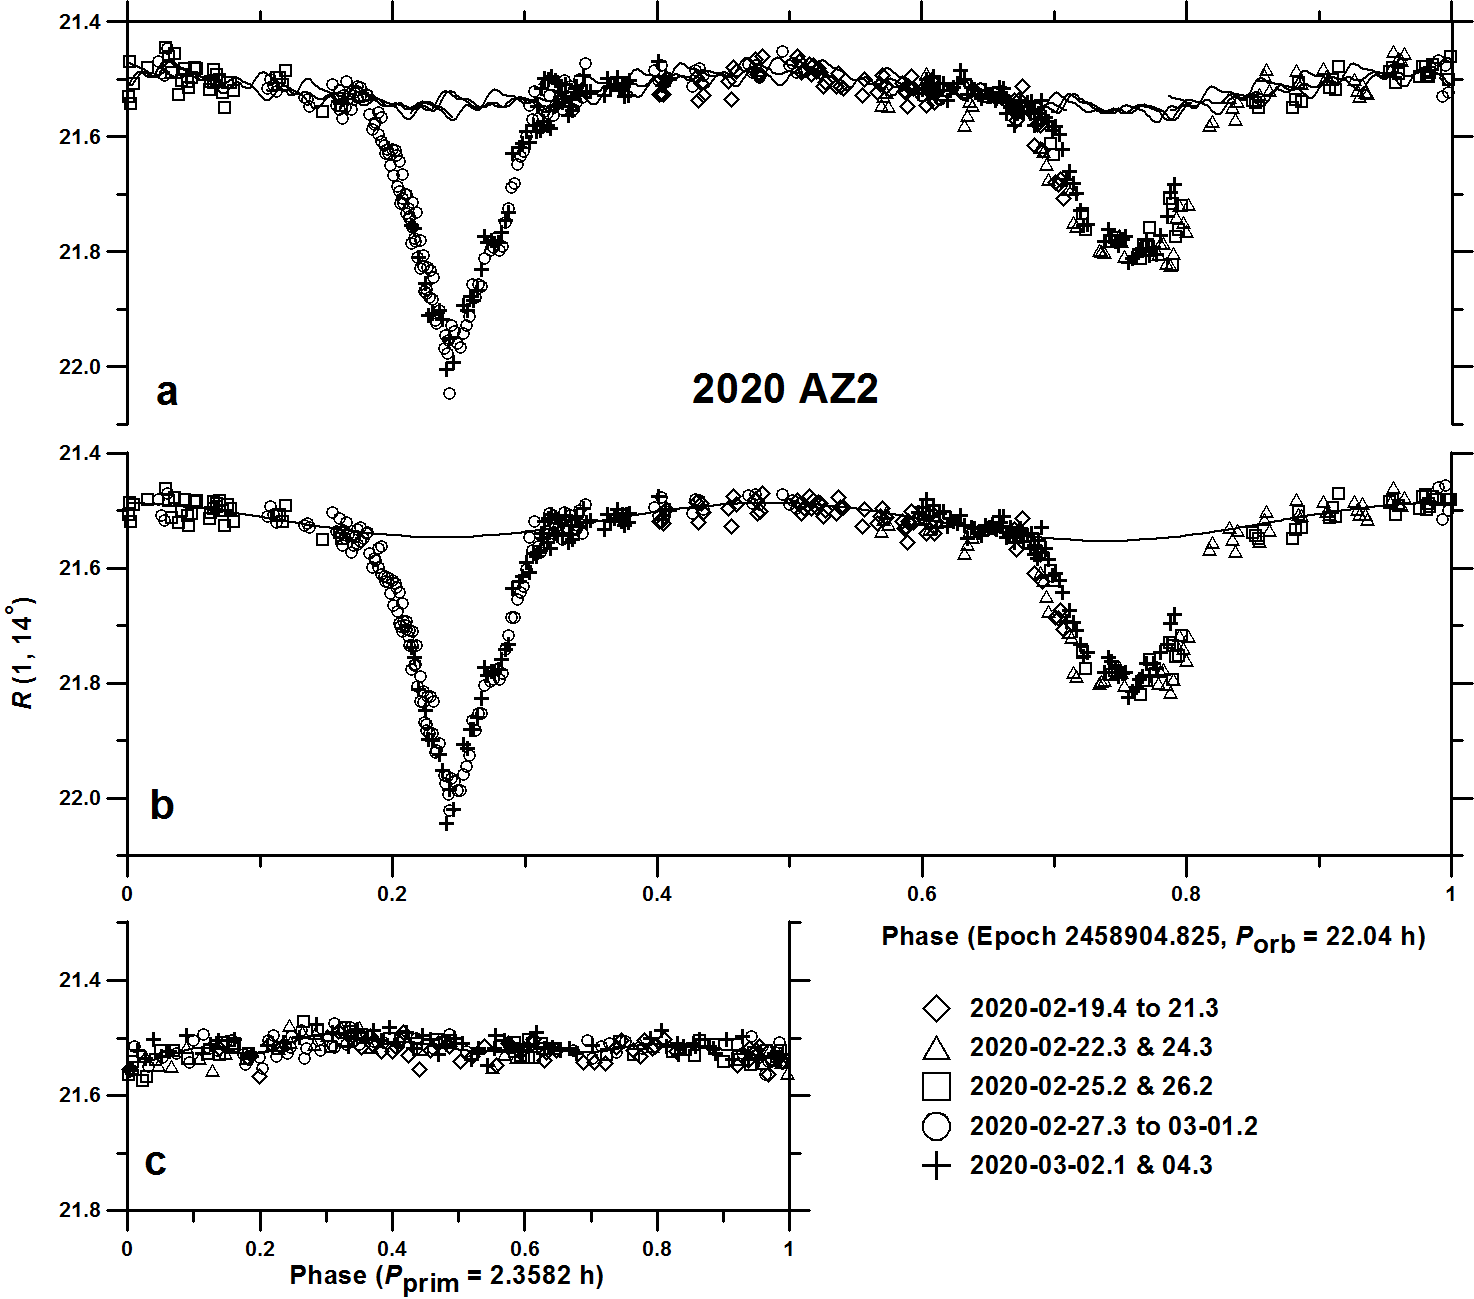 21.4
21.6
21.8
22.0
a
2020 AZ2
21.4
21.6
21.8
22.0
b
R (1, 14°)
0 0.2 0.4 0.6 0.8 1
Phase (Epoch 2458904.825, Porb = 22.04 h)
21.4
21.6
21.8
c
0 0.2 0.4 0.6 0.8 1
Phase (Pprim = 2.3582 h)
2020-02-19.4 to 21.3
2020-02-22.3 & 24.3
2020-02-25.2 & 26.2
2020-02-27.3 to 03-01.2
2020-03-02.1 & 04.3